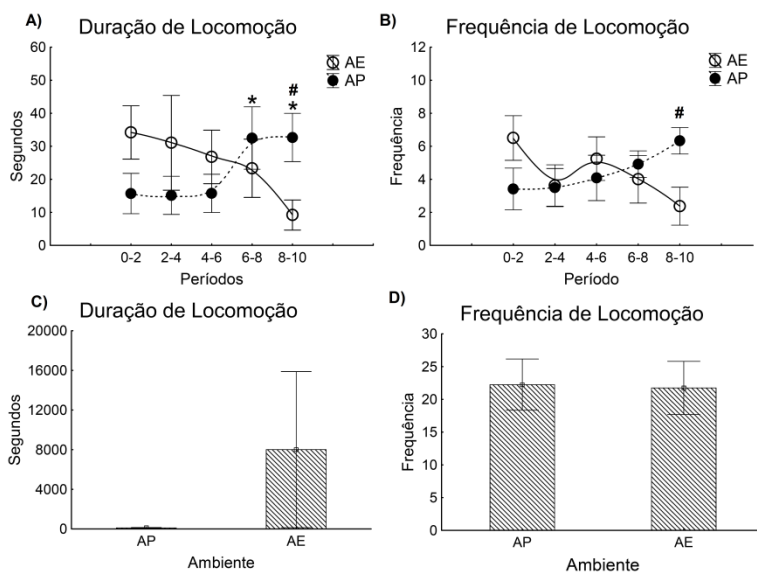 A) Duração de Locomoção
60
50
40
30
20
10
0
Segundos
AE
AP
*
#
*
0-2 2-4 4-6 6-8 8-10
Períodos
B) Frequência de Locomoção
12
10
8
6
4
2
0
Frequência
AE
AP
#
0-2 2-4 4-6 6-8 8-10
Período
C) Duração de Locomoção
20000
16000
12000
8000
4000
0
Segundos
AP AE
Ambiente
D) Frequência de Locomoção
30
25
20
15
10
5
0
Frequência
AP AE
Ambiente